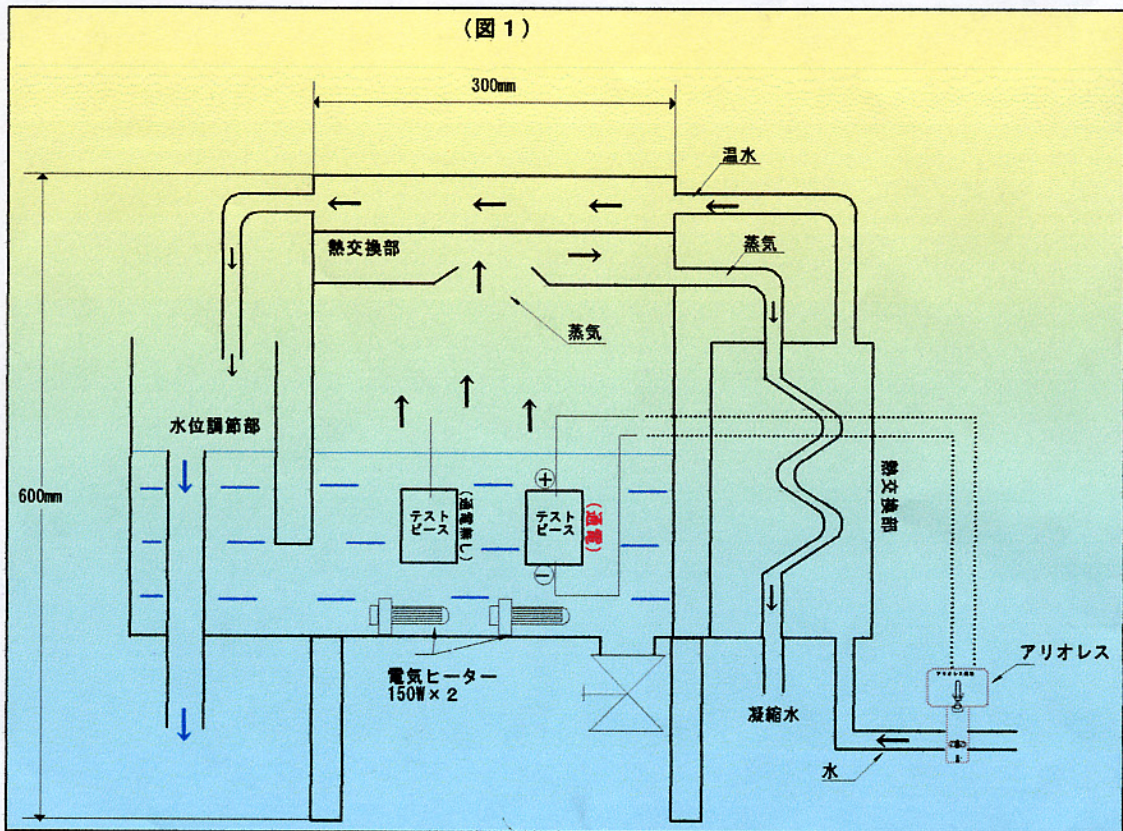 （図１）
300mm
温水
熱交換部
蒸気
蒸気
水位調節部
600mm
＋
テスト
ピース
（通電無し）
テスト
ピース
（通電）
－
熱交換部
電気ヒーター
150W×２
凝縮水
アリオレス
水